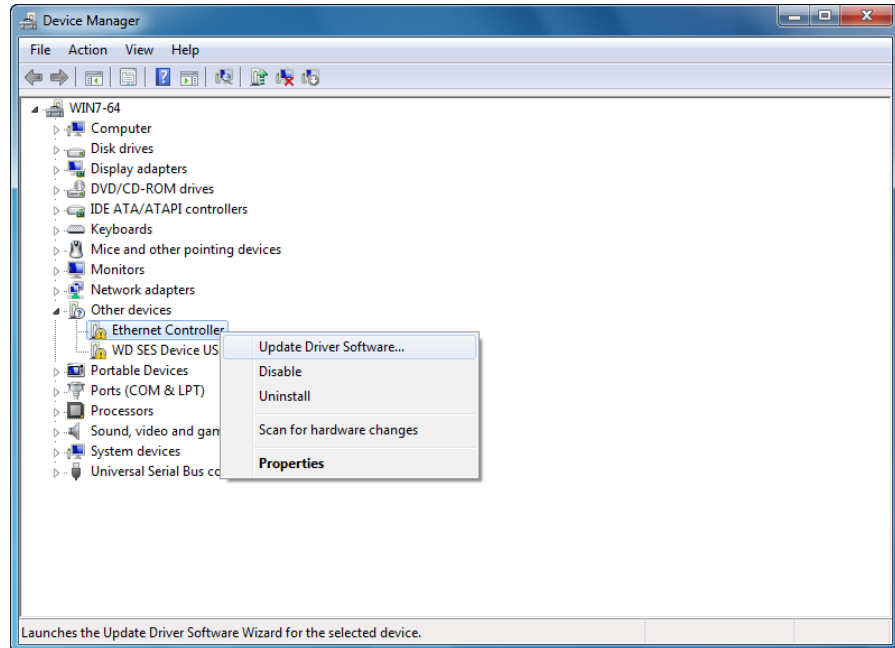 Device Manager
File Action View Help
WIN7-64
Computer
Disk drives
Display adapters
DVD/CD-ROM drives
IDE ATA/ATAPI controllers
Keyboards
Mice and other pointing devices
Monitors
Network adapters
Other devices
Ethernet Controller
WD SES Device US
Portable Devices
Ports (COM & LPT)
Processors
Sound, video and gam
System devices
Universal Serial Bus co
Update Driver Software...
Disable
Uninstall
Scan for hardware changes
Properties
Launches the Update Driver Software Wizard for the selected device.